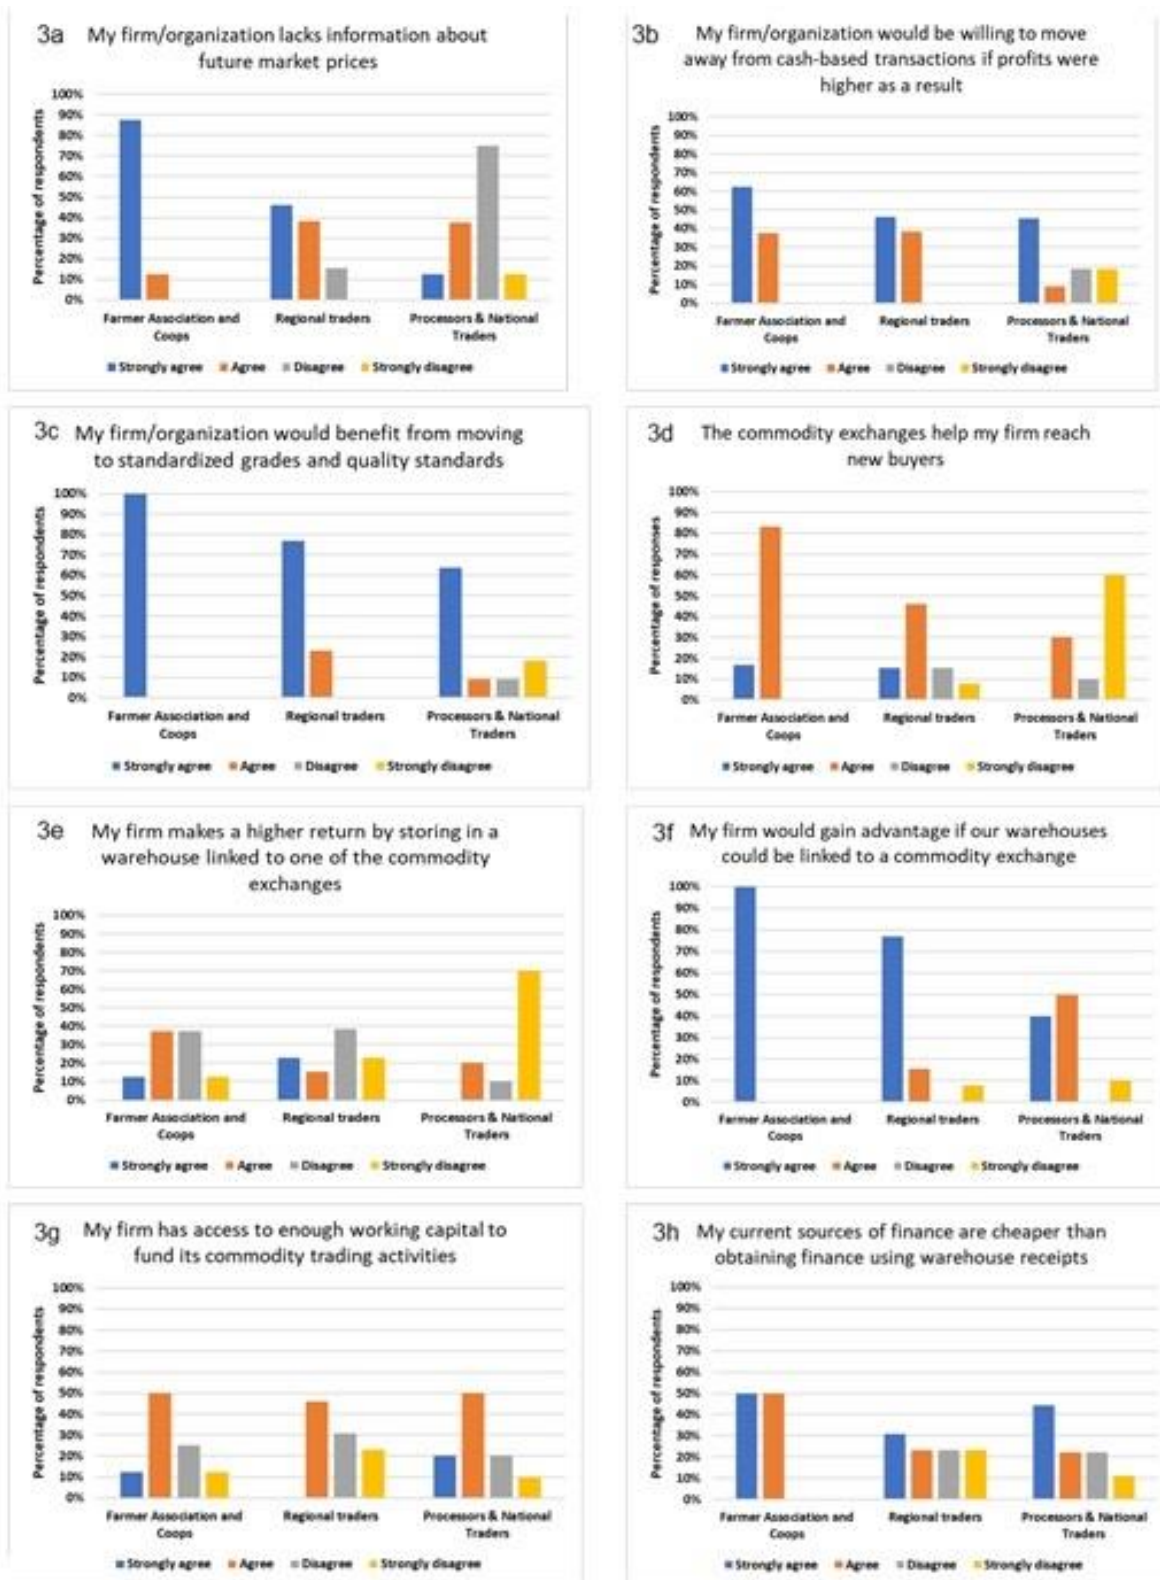 3a My firm/organization lacks information about
future market prices
Percentage of respondents
100%
90%
80%
70%
60%
50%
40%
30%
20%
10%
0%
Farmer Association and
Coops
Regional traders
Processors & National
Traders
Strongly agree Agree Disagree Strongly disagree
3b My firm/organization would be willing to move
away from cash-based transactions if profits were
higher as a result
Percentage of respondents
100%
90%
80%
70%
60%
50%
40%
30%
20%
10%
0%
Farmer Association and
Coops
Regional traders
Processors & National
Traders
Strongly agree Agree Disagree Strongly disagree
3c My firm/organization would benefit from moving
to standardized grades and quality standards
Percentage of respondents
100%
90%
80%
70%
60%
50%
40%
30%
20%
10%
0%
Farmer Association and
Coops
Regional traders
Processors & National
Traders
Strongly agree Agree Disagree Strongly disagree
3d The commodity exchanges help my firm reach
new buyers
Percentage of responses
100%
90%
80%
70%
60%
50%
40%
30%
20%
10%
0%
Farmer Association and
Coops
Regional traders
Processors & National
Traders
Strongly agree Agree Disagree Strongly disagree
3e My firm makes a higher return by storing in a
warehouse linked to one of the commodity
exchanges
Percentage of respondents
100%
90%
80%
70%
60%
50%
40%
30%
20%
10%
0%
Farmer Association and
Coops
Regional traders
Processors & National
Traders
Strongly agree Agree Disagree Strongly disagree
3f My firm would gain advantage if our warehouses
could be linked to a commodity exchange
Percentage of respondents
100%
90%
80%
70%
60%
50%
40%
30%
20%
10%
0%
Farmer Association and
Coops
Regional traders
Processors & National
Traders
Strongly agree Agree Disagree Strongly disagree
3g My firm has access to enough working capital to
fund its commodity trading activities
Percentage of respondents
100%
90%
80%
70%
60%
50%
40%
30%
20%
10%
0%
Farmer Association and
Coops
Regional traders
Processors & National
Traders
Strongly agree Agree Disagree Strongly disagree
3h My current sources of finance are cheaper than
obtaining finance using warehouse receipts
Percentage of respondents
100%
90%
80%
70%
60%
50%
40%
30%
20%
10%
0%
Farmer Association and
Coops
Regional traders
Processors & National
Traders
Strongly agree Agree Disagree Strongly disagree